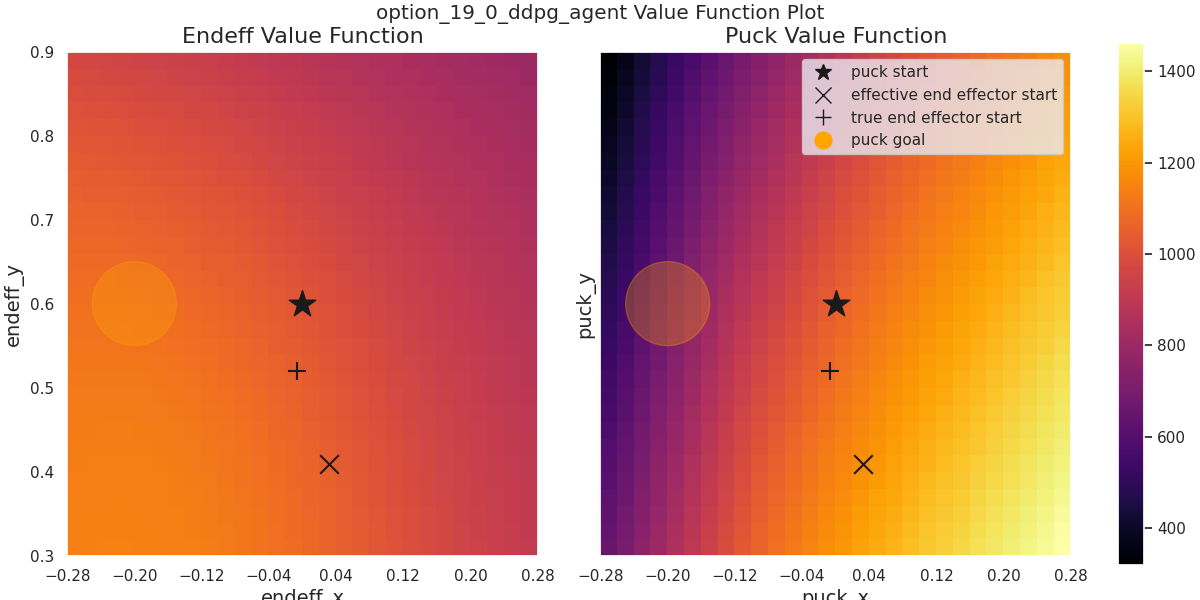 option_19_0_ddpg_agent Value Function Plot
Endeff Value Function
Puck Value Function
0.9
0.8
0.7
0.6
0.5
0.4
0.3
endeff_y
−0.28 −0.20 −0.12 −0.04 0.04 0.12 0.20 0.28
endeff_x
puck start
effective end effector start
true end effector start
puck goal
puck_y
−0.28 −0.20 −0.12 −0.04 0.04 0.12 0.20 0.28
puck_x
1400
1200
1000
800
600
400